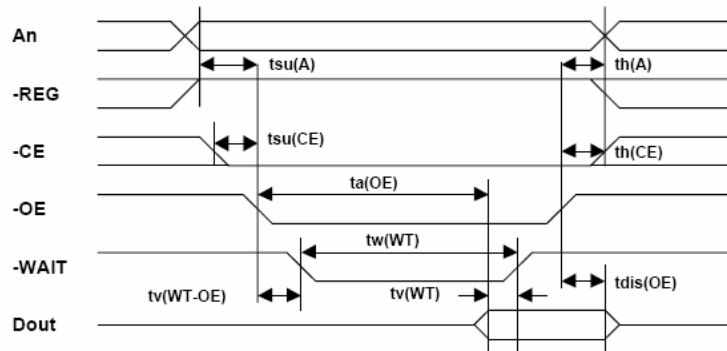 An
tsu(A)
th(A)
-REG
-CE
tsu(CE)
th(CE)
ta(OE)
-OE
tw(WT)
-WAIT
tv(WT-OE)
tv(WT)
tdis(OE)
Dout